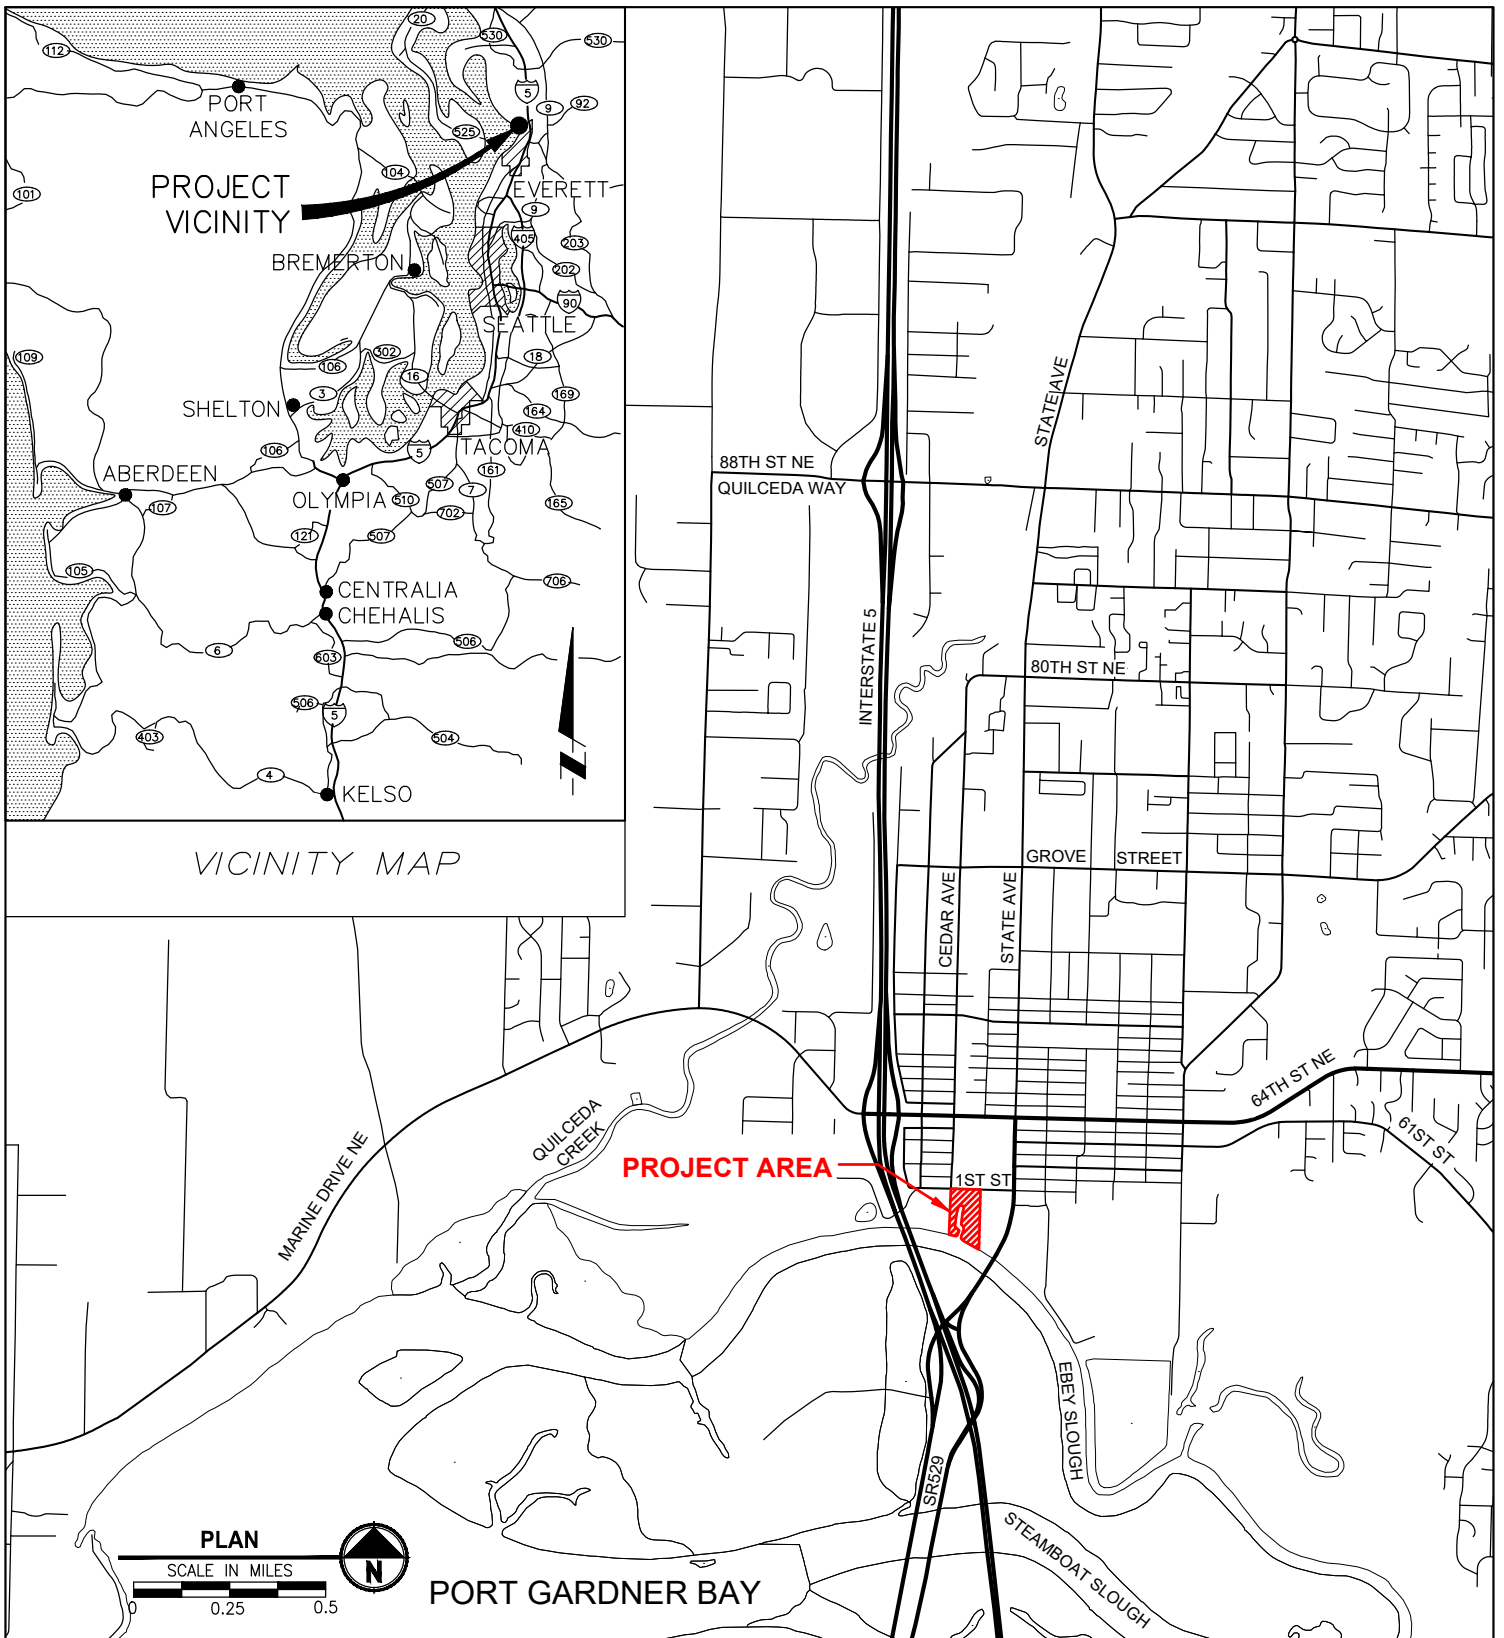 20
530
530
112
5
9
92
PORT
ANGELES
525
104
101
PROJECT
VICINITY
EVERETT
9
405
203
202
BREMERTON
90
SEATTLE
109
302
106
18
16
3
169
SHELTON
164
410
106
5
TACOMA
161
ABERDEEN
507
7
OLYMPIA
510
702
165
107
121
507
105
706
CENTRALIA
CHEHALIS
6
506
603
506
5
403
504
4
KELSO
VICINITY MAP
STATE AVE
88TH ST NE
QUILCEDA WAY
INTERSTATE 5
80TH ST NE
GROVE STREET
CEDAR AVE
STATE AVE
64TH ST NE
61ST ST
QUILCEDA
CREEK
MARINE DRIVE NE
PROJECT AREA
1ST ST
EBEY SLOUGH
SR529
STEAMBOAT SLOUGH
PLAN
SCALE IN MILES
0 0.25 0.5
N
PORT GARDNER BAY